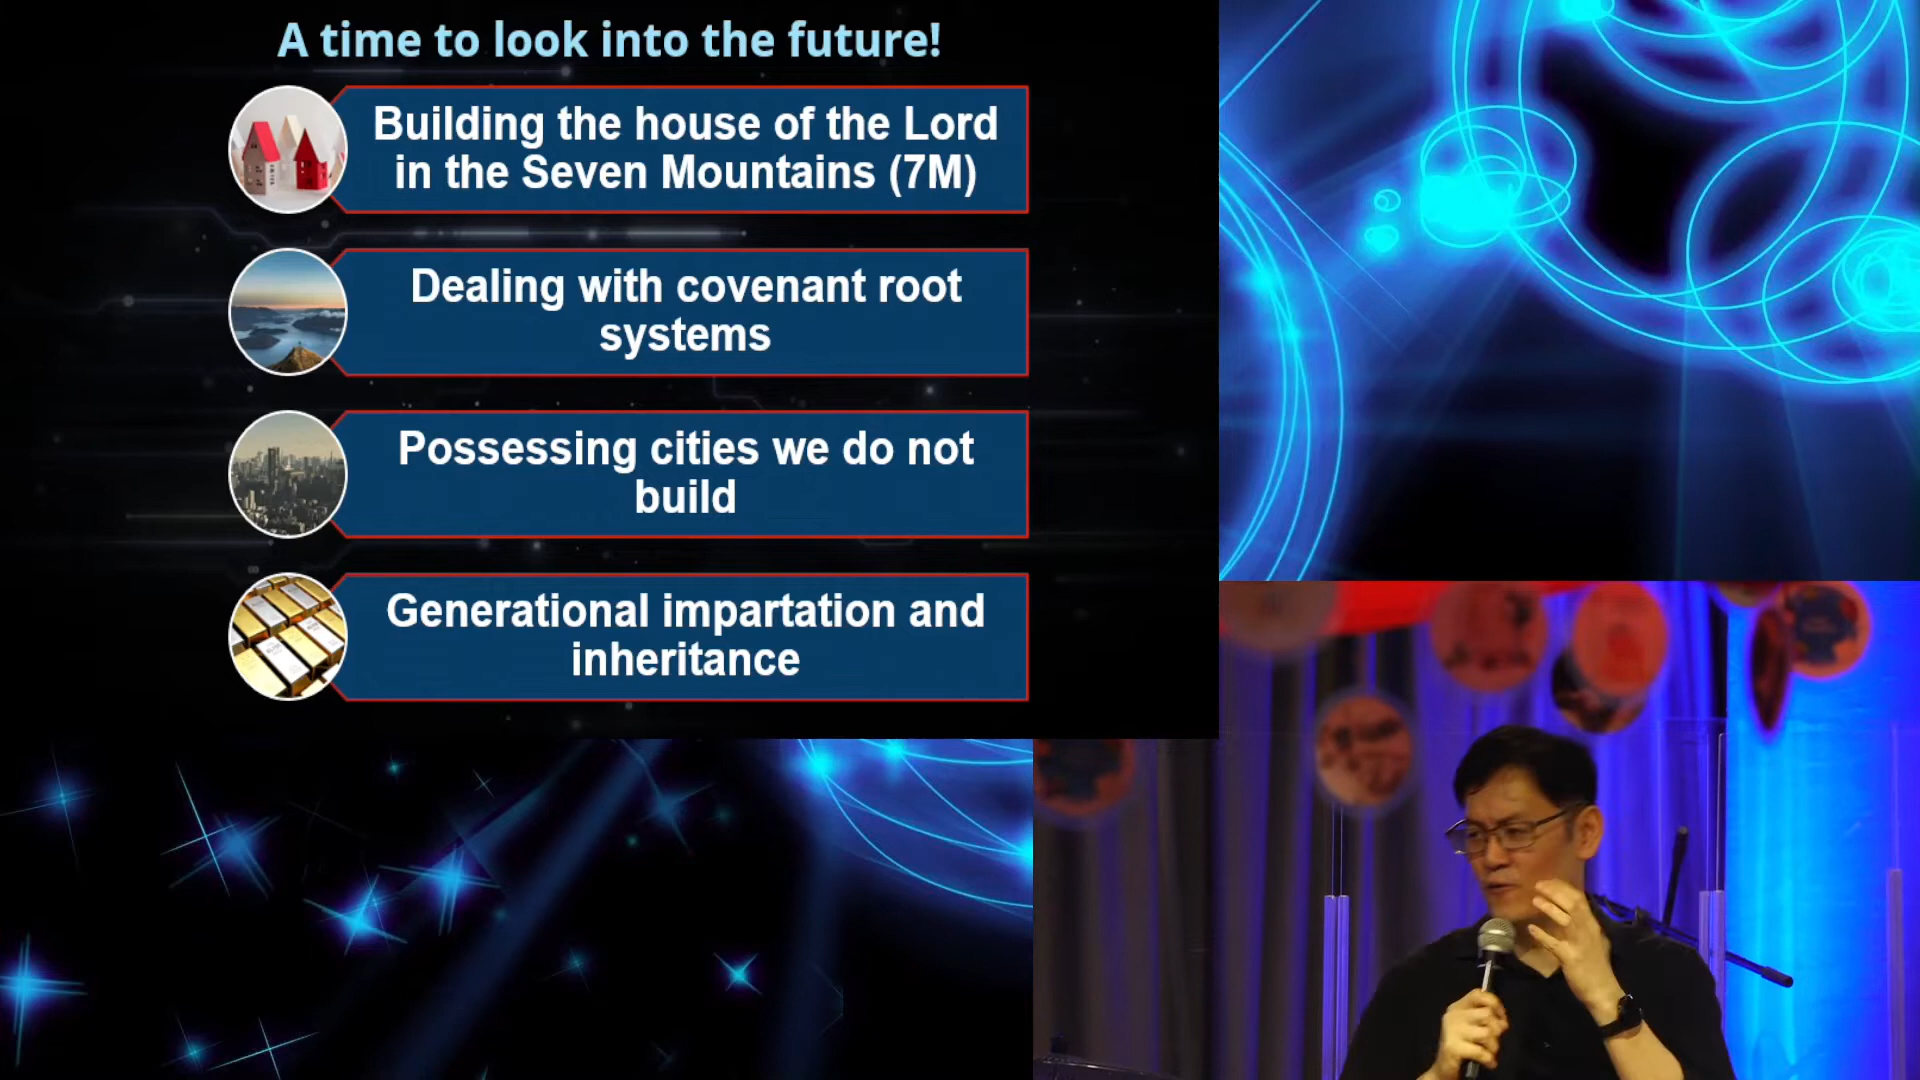 A time to look into the future!
Building the house of the Lord
in the Seven Mountains (7M)
Dealing with covenant root
systems
Possessing cities we do not
build
Generational impartation and
inheritance